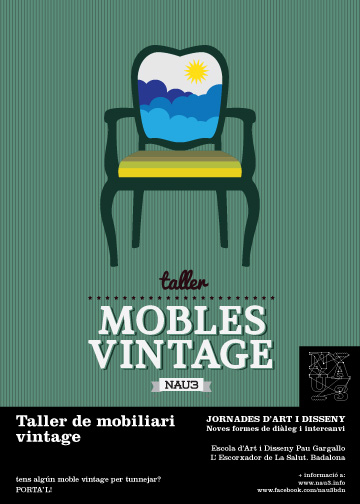 taller
MOBLES
VINTAGE
NAU3
Taller de mobiliari
vintage
tens algún moble vintage per tunnejar?
PORTA'L!
JORNADES D'ART I DISSENY
Noves formes de diàleg i intercanvi
Escola d'Art i Disseny Pau Gargallo
L' Escorxador de La Salut. Badalona
+ informació a:
www.nau3.info
www.facebook.com/nau3bdn